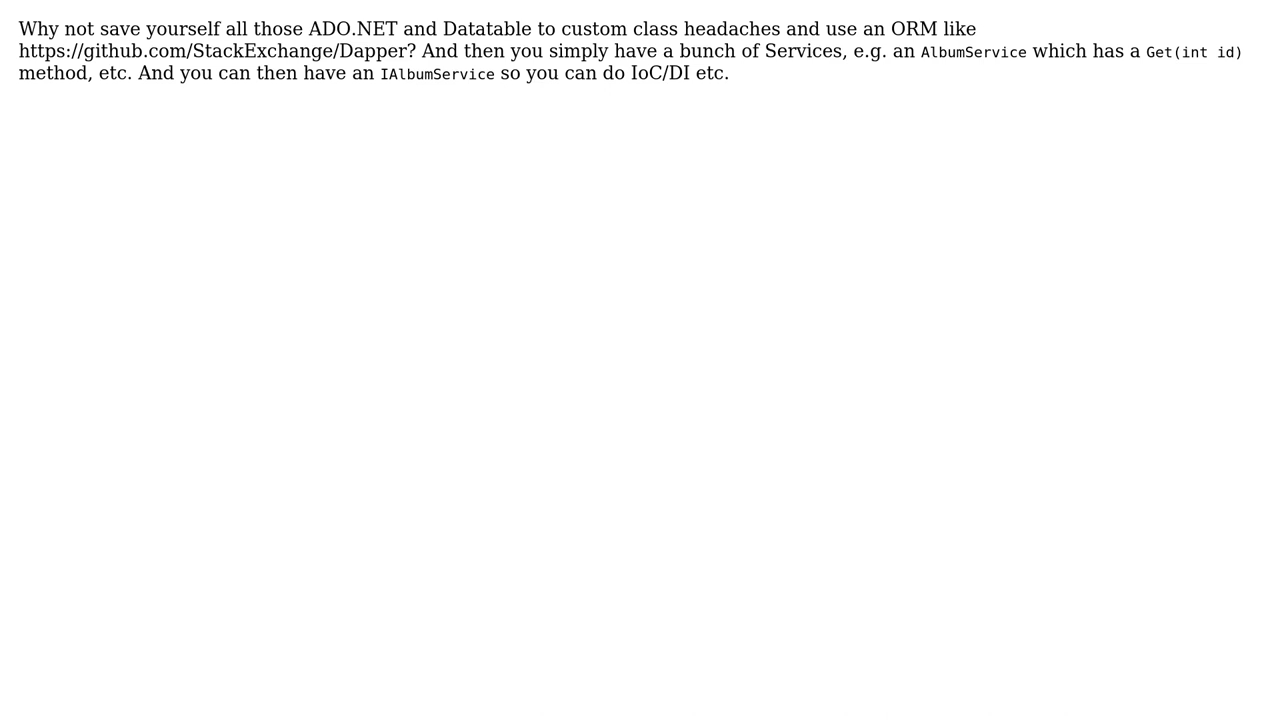 Why not save yourself all those ADO.NET and Datatable to custom class headaches and use an ORM like
https://github.com/StackExchange/Dapper? And then you simply have a bunch of Services, e.g. an AlbumService which has a Get(int id)
method, etc. And you can then have an IAlbumService so you can do IoC/DI etc.